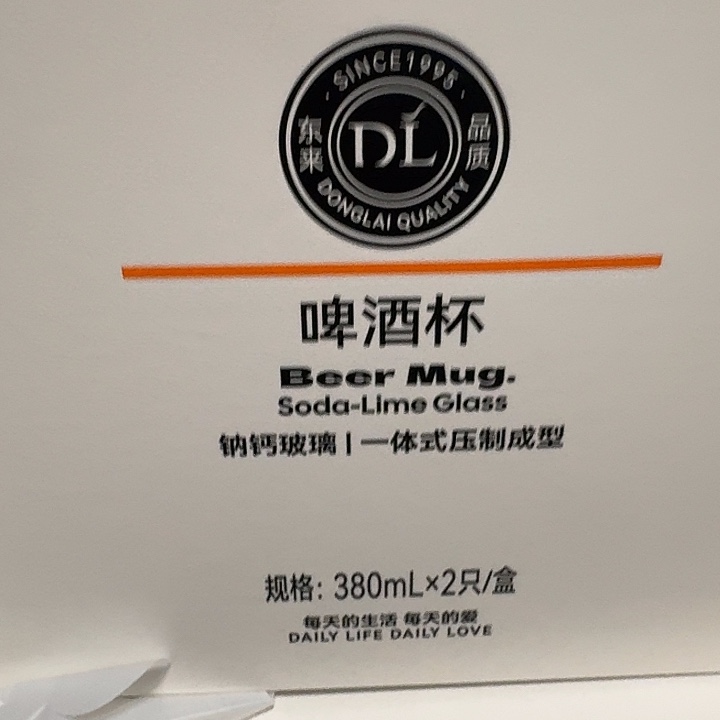 SINCE1995
东来
DL
品质
DONGLAI QUALITY
啤酒杯
Beer Mug.
Soda-Lime Glass
钠钙玻璃 | 一体式压制成型
规格: 380mL×2只/盒
每天的生活 每天的爱
DAILY LIFE DAILY LOVE